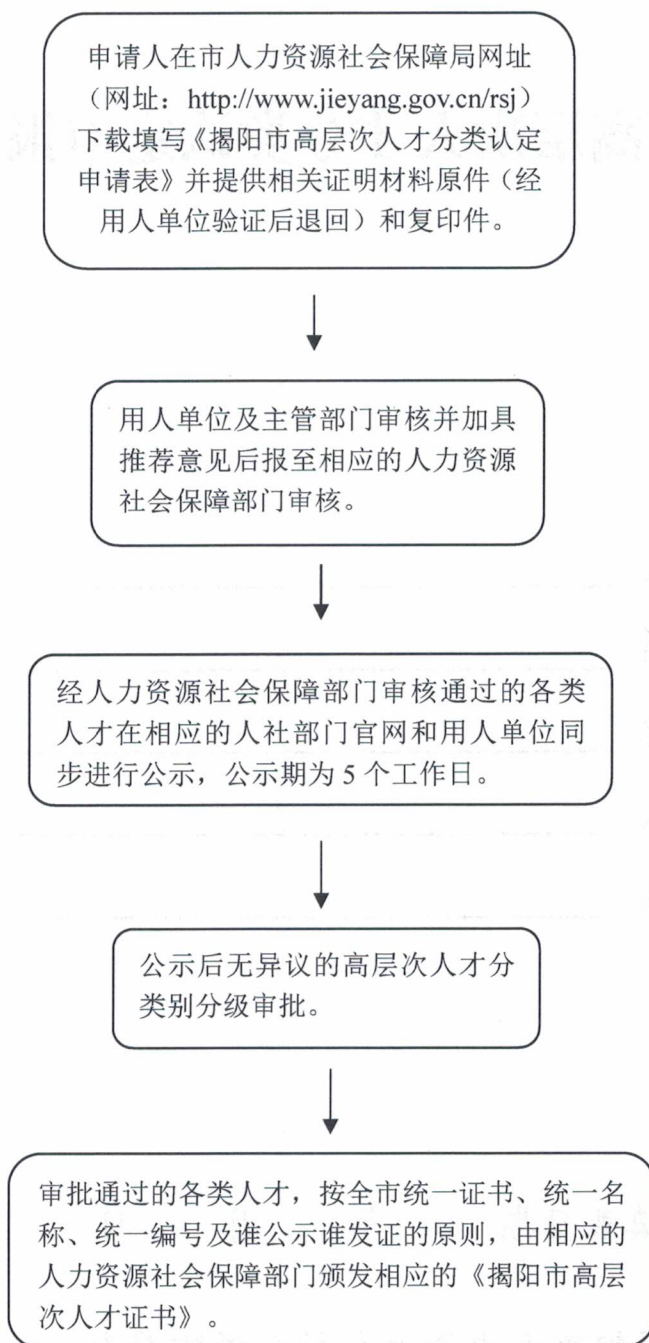 申请人在市人力资源社会保障局网址
（网址：http://www.jieyang.gov.cn/rsj）
下载填写《揭阳市高层次人才分类认定
申请表》并提供相关证明材料原件（经
用人单位验证后退回）和复印件。
用人单位及主管部门审核并加具
推荐意见后报至相应的人力资源
社会保障部门审核。
经人力资源社会保障部门审核通过的各类
人才在相应的人社部门官网和用人单位同
步进行公示，公示期为 5 个工作日。
公示后无异议的高层次人才分
类别分级审批。
审批通过的各类人才，按全市统一证书、统一名
称、统一编号及谁公示谁发证的原则，由相应的
人力资源社会保障部门颁发相应的《揭阳市高层
次人才证书》。